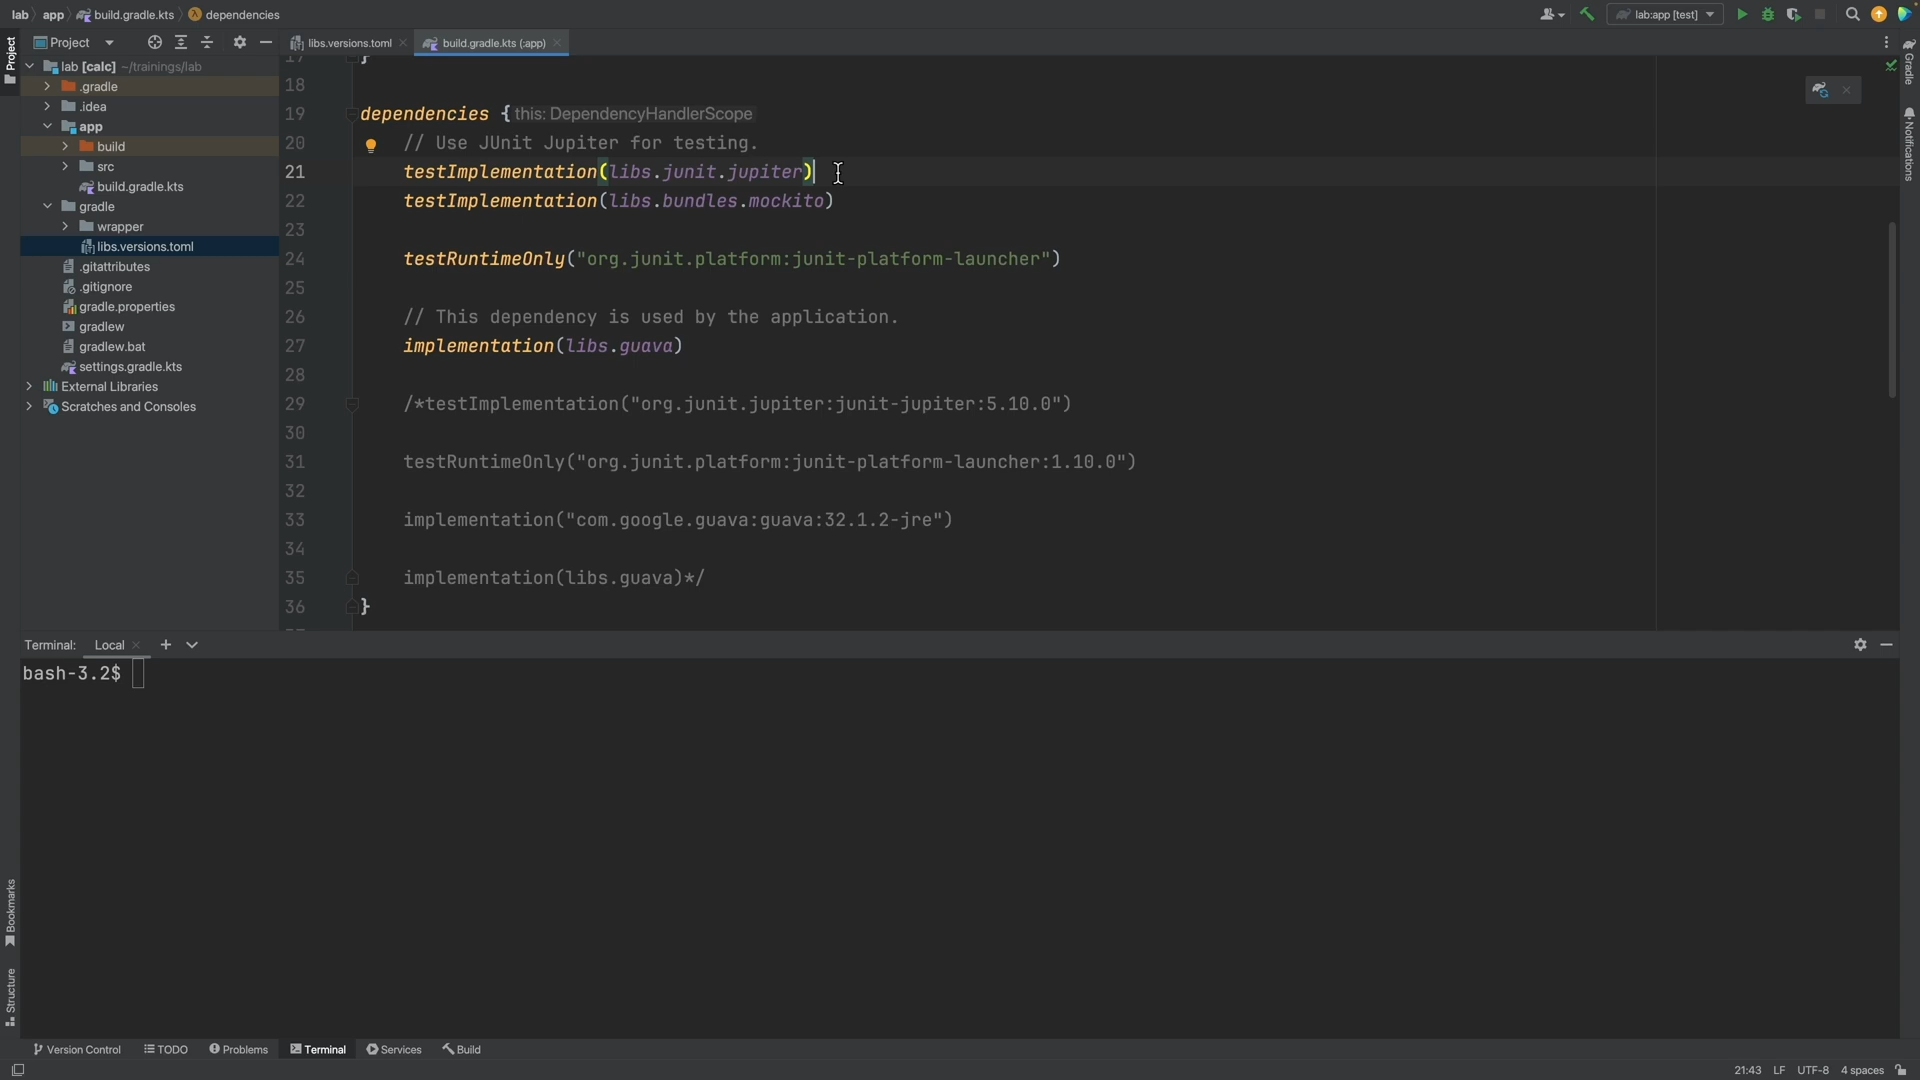 lab app build.gradle.kts dependencies
lab:app [test]
Project
libs.versions.toml
build.gradle.kts (:app)
Project
lab [calc] ~/trainings/lab
.gradle
.idea
app
build
src
build.gradle.kts
gradle
wrapper
libs.versions.toml
.gitattributes
.gitignore
gradle.properties
gradlew
gradlew.bat
settings.gradle.kts
External Libraries
Scratches and Consoles
17 }
18
19 dependencies { this: DependencyHandlerScope
20 // Use JUnit Jupiter for testing.
21 testImplementation(libs.junit.jupiter)
22 testImplementation(libs.bundles.mockito)
23
24 testRuntimeOnly("org.junit.platform:junit-platform-launcher")
25
26 // This dependency is used by the application.
27 implementation(libs.guava)
28
29 /*testImplementation("org.junit.jupiter:junit-jupiter:5.10.0")
30
31 testRuntimeOnly("org.junit.platform:junit-platform-launcher:1.10.0")
32
33 implementation("com.google.guava:guava:32.1.2-jre")
34
35 implementation(libs.guava)*/
36 }
Gradle
Notifications
Terminal: Local
bash-3.2$
Bookmarks
Structure
Version Control TODO Problems Terminal Services Build
21:43 LF UTF-8 4 spaces